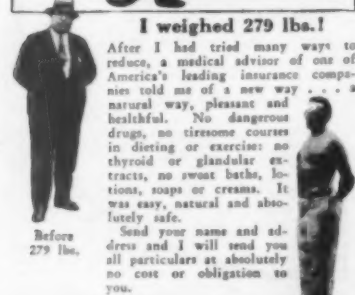 I weighed 279 lbs.!
After I had tried many ways to
reduce, a medical advisor of one of
America's leading insurance compa-
nies told me of a new way . . . a
natural way, pleasant and
healthful. No dangerous
drugs, no tiresome courses
in dieting or exercise: no
thyroid or glandular ex-
tracts, no sweat baths, lo-
tions, soaps or creams. It
was easy, natural and abso-
lutely safe.
Send your name and ad-
dress and I will send you
all particulars at absolutely
no cost or obligation to
you.
Before
279 lbs.